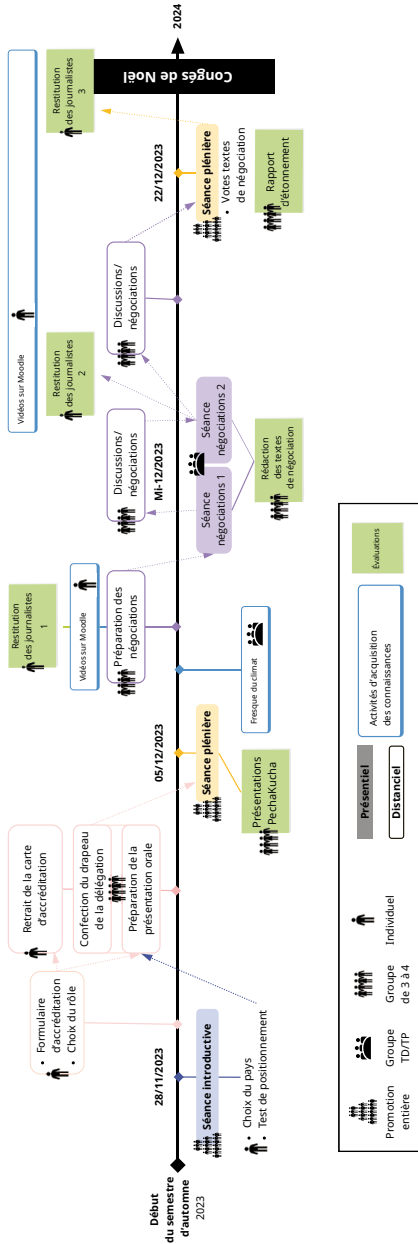 Début
du semestre
d'automne
2023
28/11/2023
Séance introductive
• Choix du pays
• Test de positionnement
• Formulaire
d'accréditation
• Choix du rôle
Retrait de la carte
d'accréditation
Confection du drapeau
de la délégation
Préparation de la
présentation orale
05/12/2023
Séance plénière
Présentations
PechaKucha
Fresque du climat
Restitution
des journalistes
1
Vidéos sur Moodle
Préparation des
négociations
Mi-12/2023
Séance
négociations 1
Séance
négociations 2
Rédaction
des textes
de négociation
Discussions/
négociations
Restitution
des journalistes
2
Vidéos sur Moodle
Discussions/
négociations
22/12/2023
Séance plénière
• Votes textes
de négociation
Rapport
d'étonnement
Restitution
des journalistes
3
Congés de Noël
2024
Promotion
entière
Groupe
TD/TP
Groupe
de 3 à 4
Individuel
Présentiel
Distanciel
Activités d'acquisition
des connaissances
Évaluations